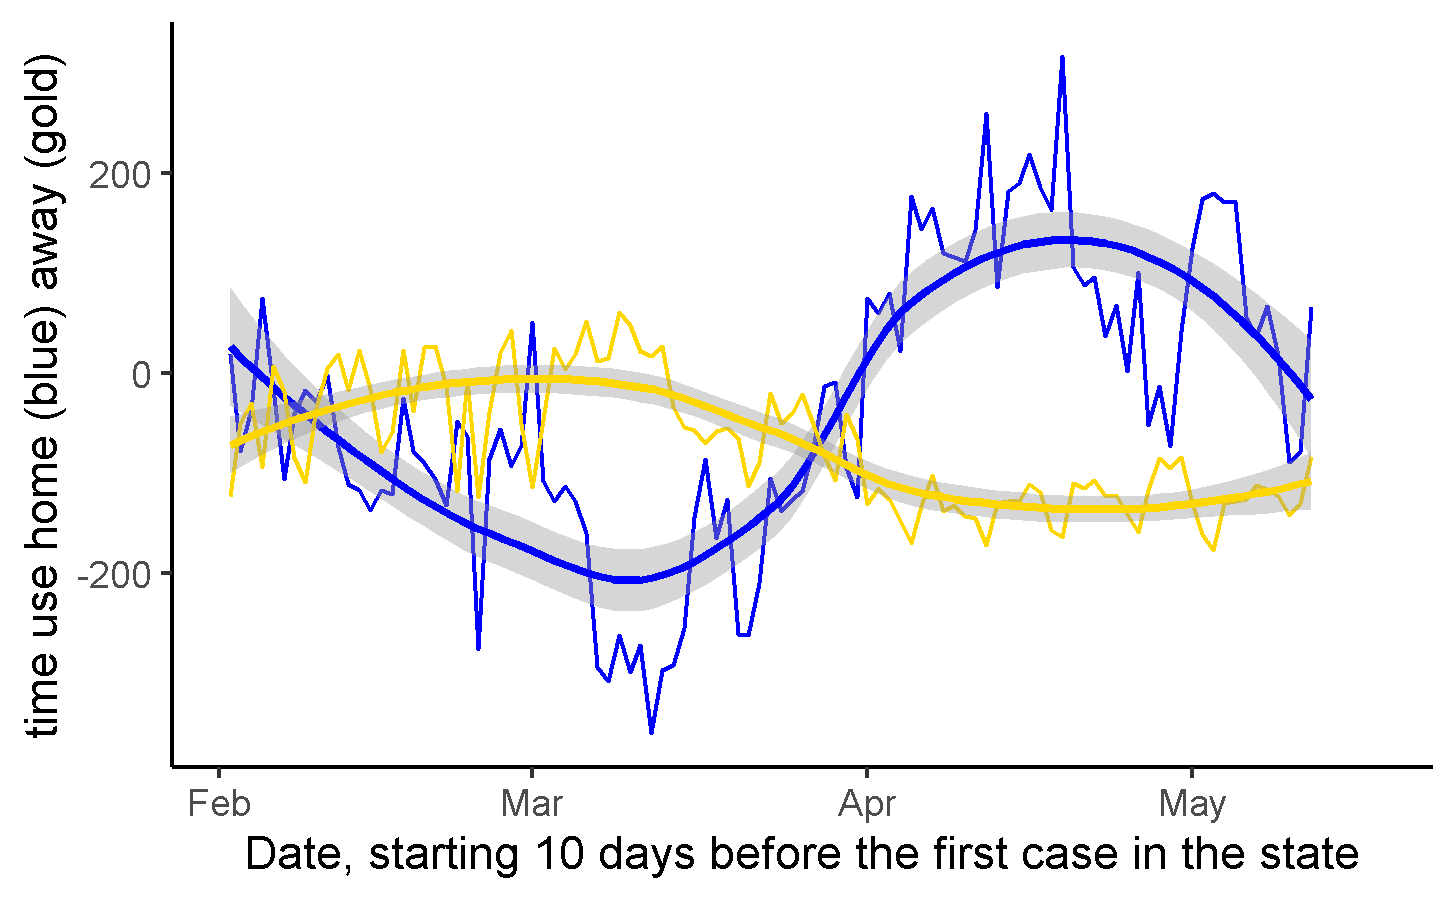 time use home (blue) away (gold)
200
0
-200
Feb Mar Apr May
Date, starting 10 days before the first case in the state